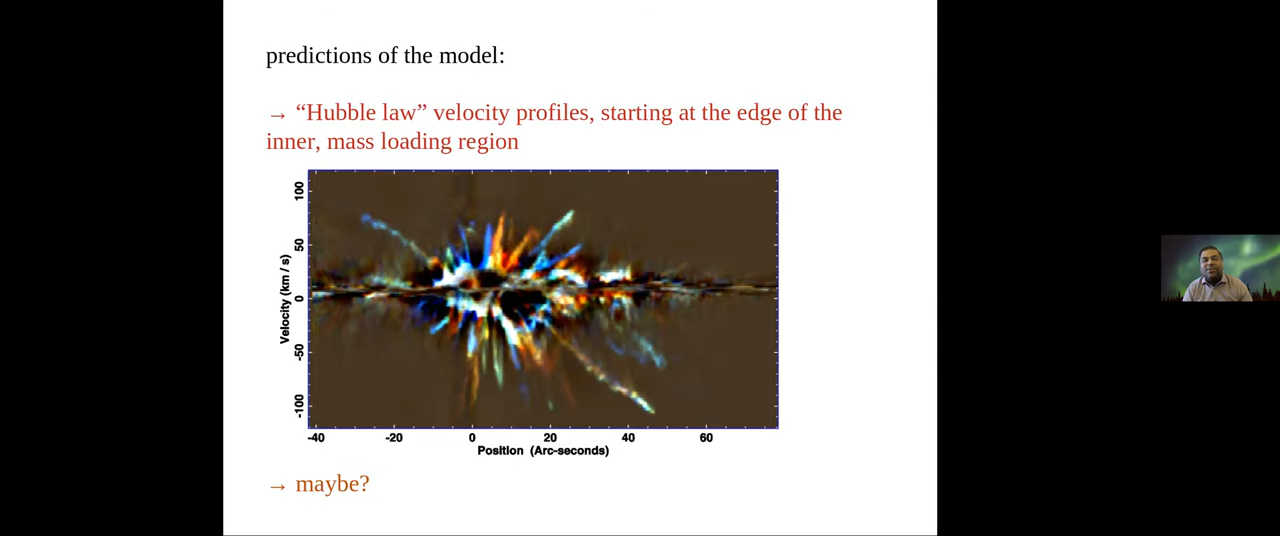 predictions of the model:
→ “Hubble law” velocity profiles, starting at the edge of the
inner, mass loading region
Velocity (km / s)
100
50
0
-50
-100
-40 -20 0 20 40 60
Position (Arc-seconds)
→ maybe?